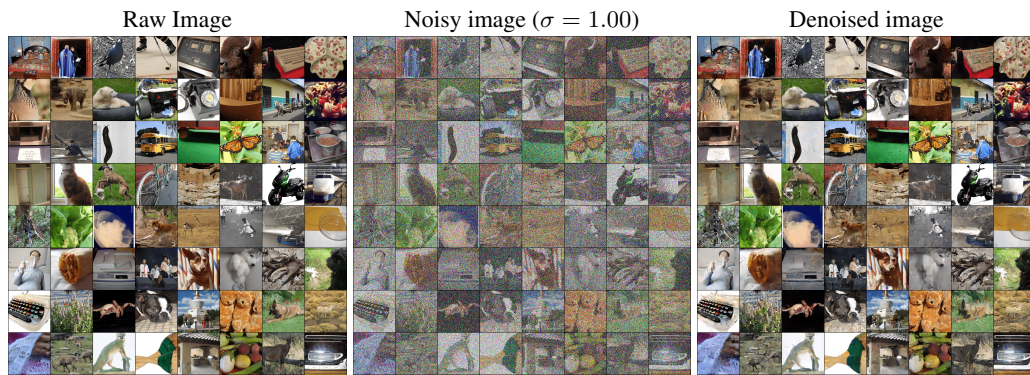 Raw Image
Noisy image (σ = 1.00)
Denoised image